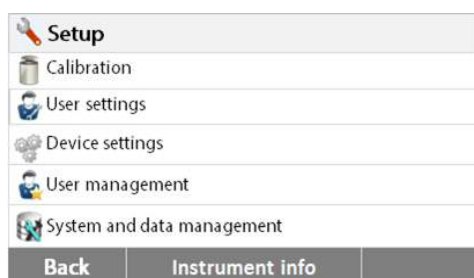 Setup
Calibration
User settings
Device settings
User management
System and data management
Back Instrument info